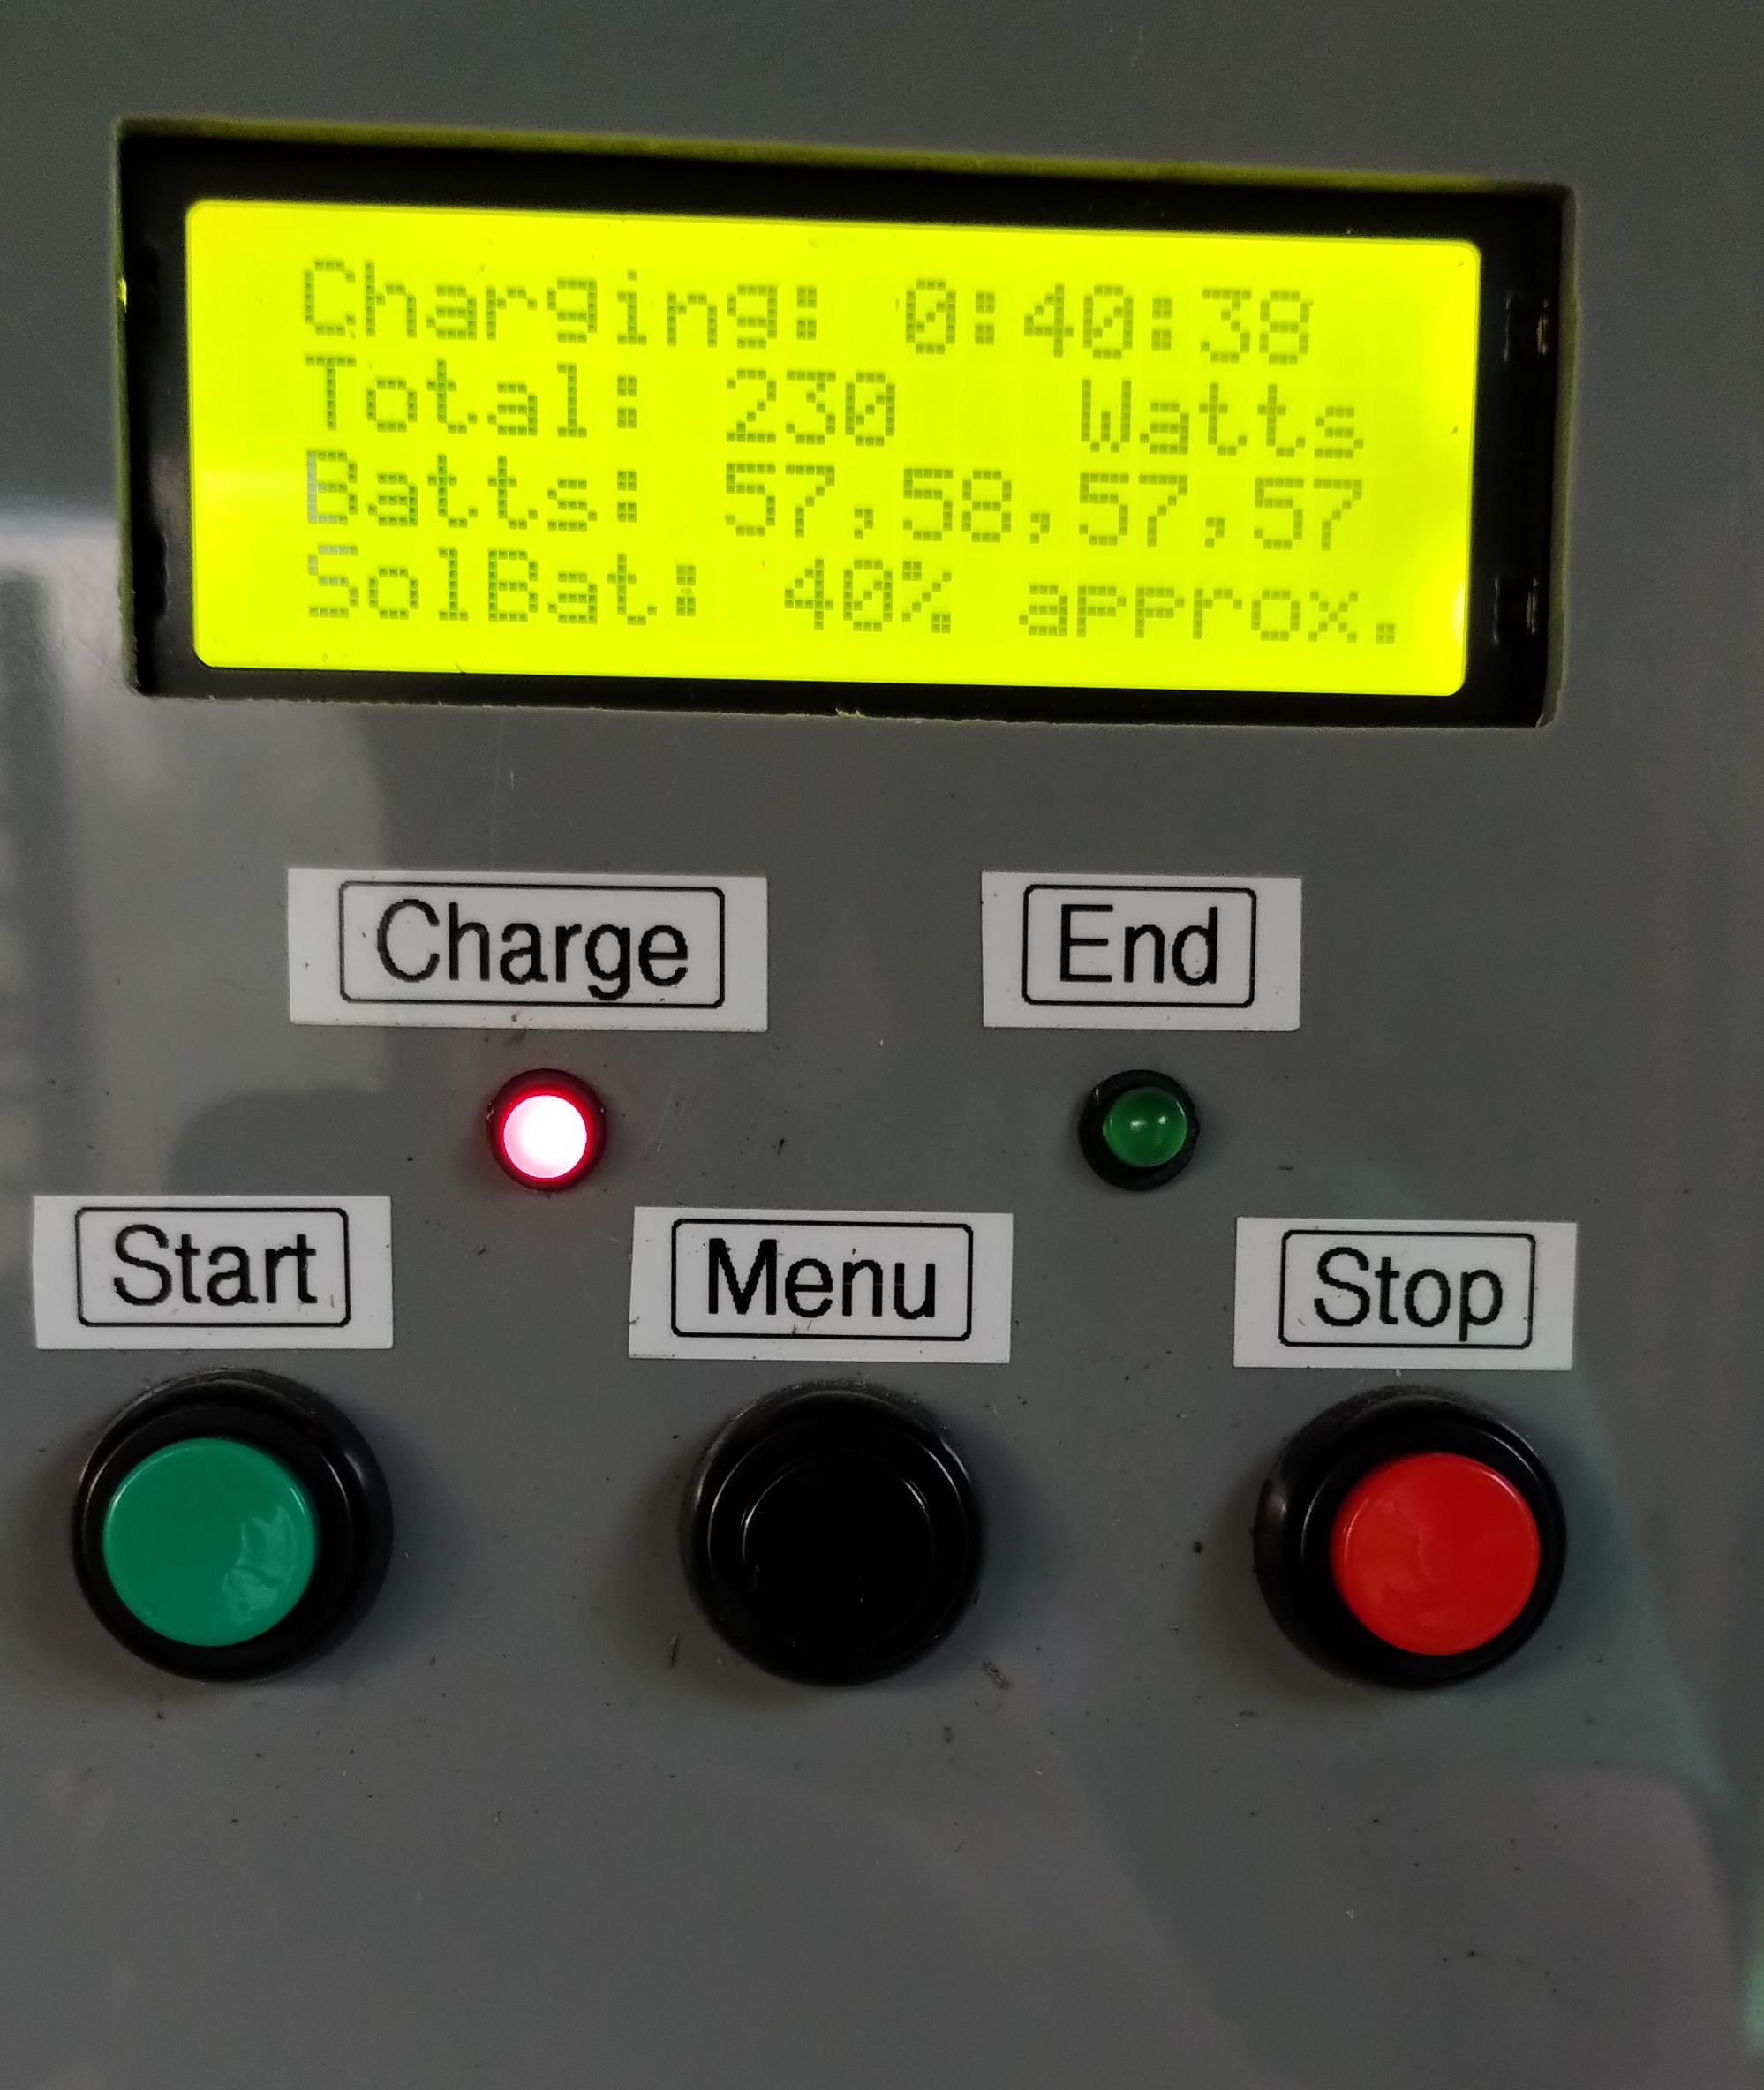 Charging: 0:40:38
Total: 230 Watts
Batts: 57,58,57,57
SolBat: 40% approx.
Charge End
Start Menu Stop